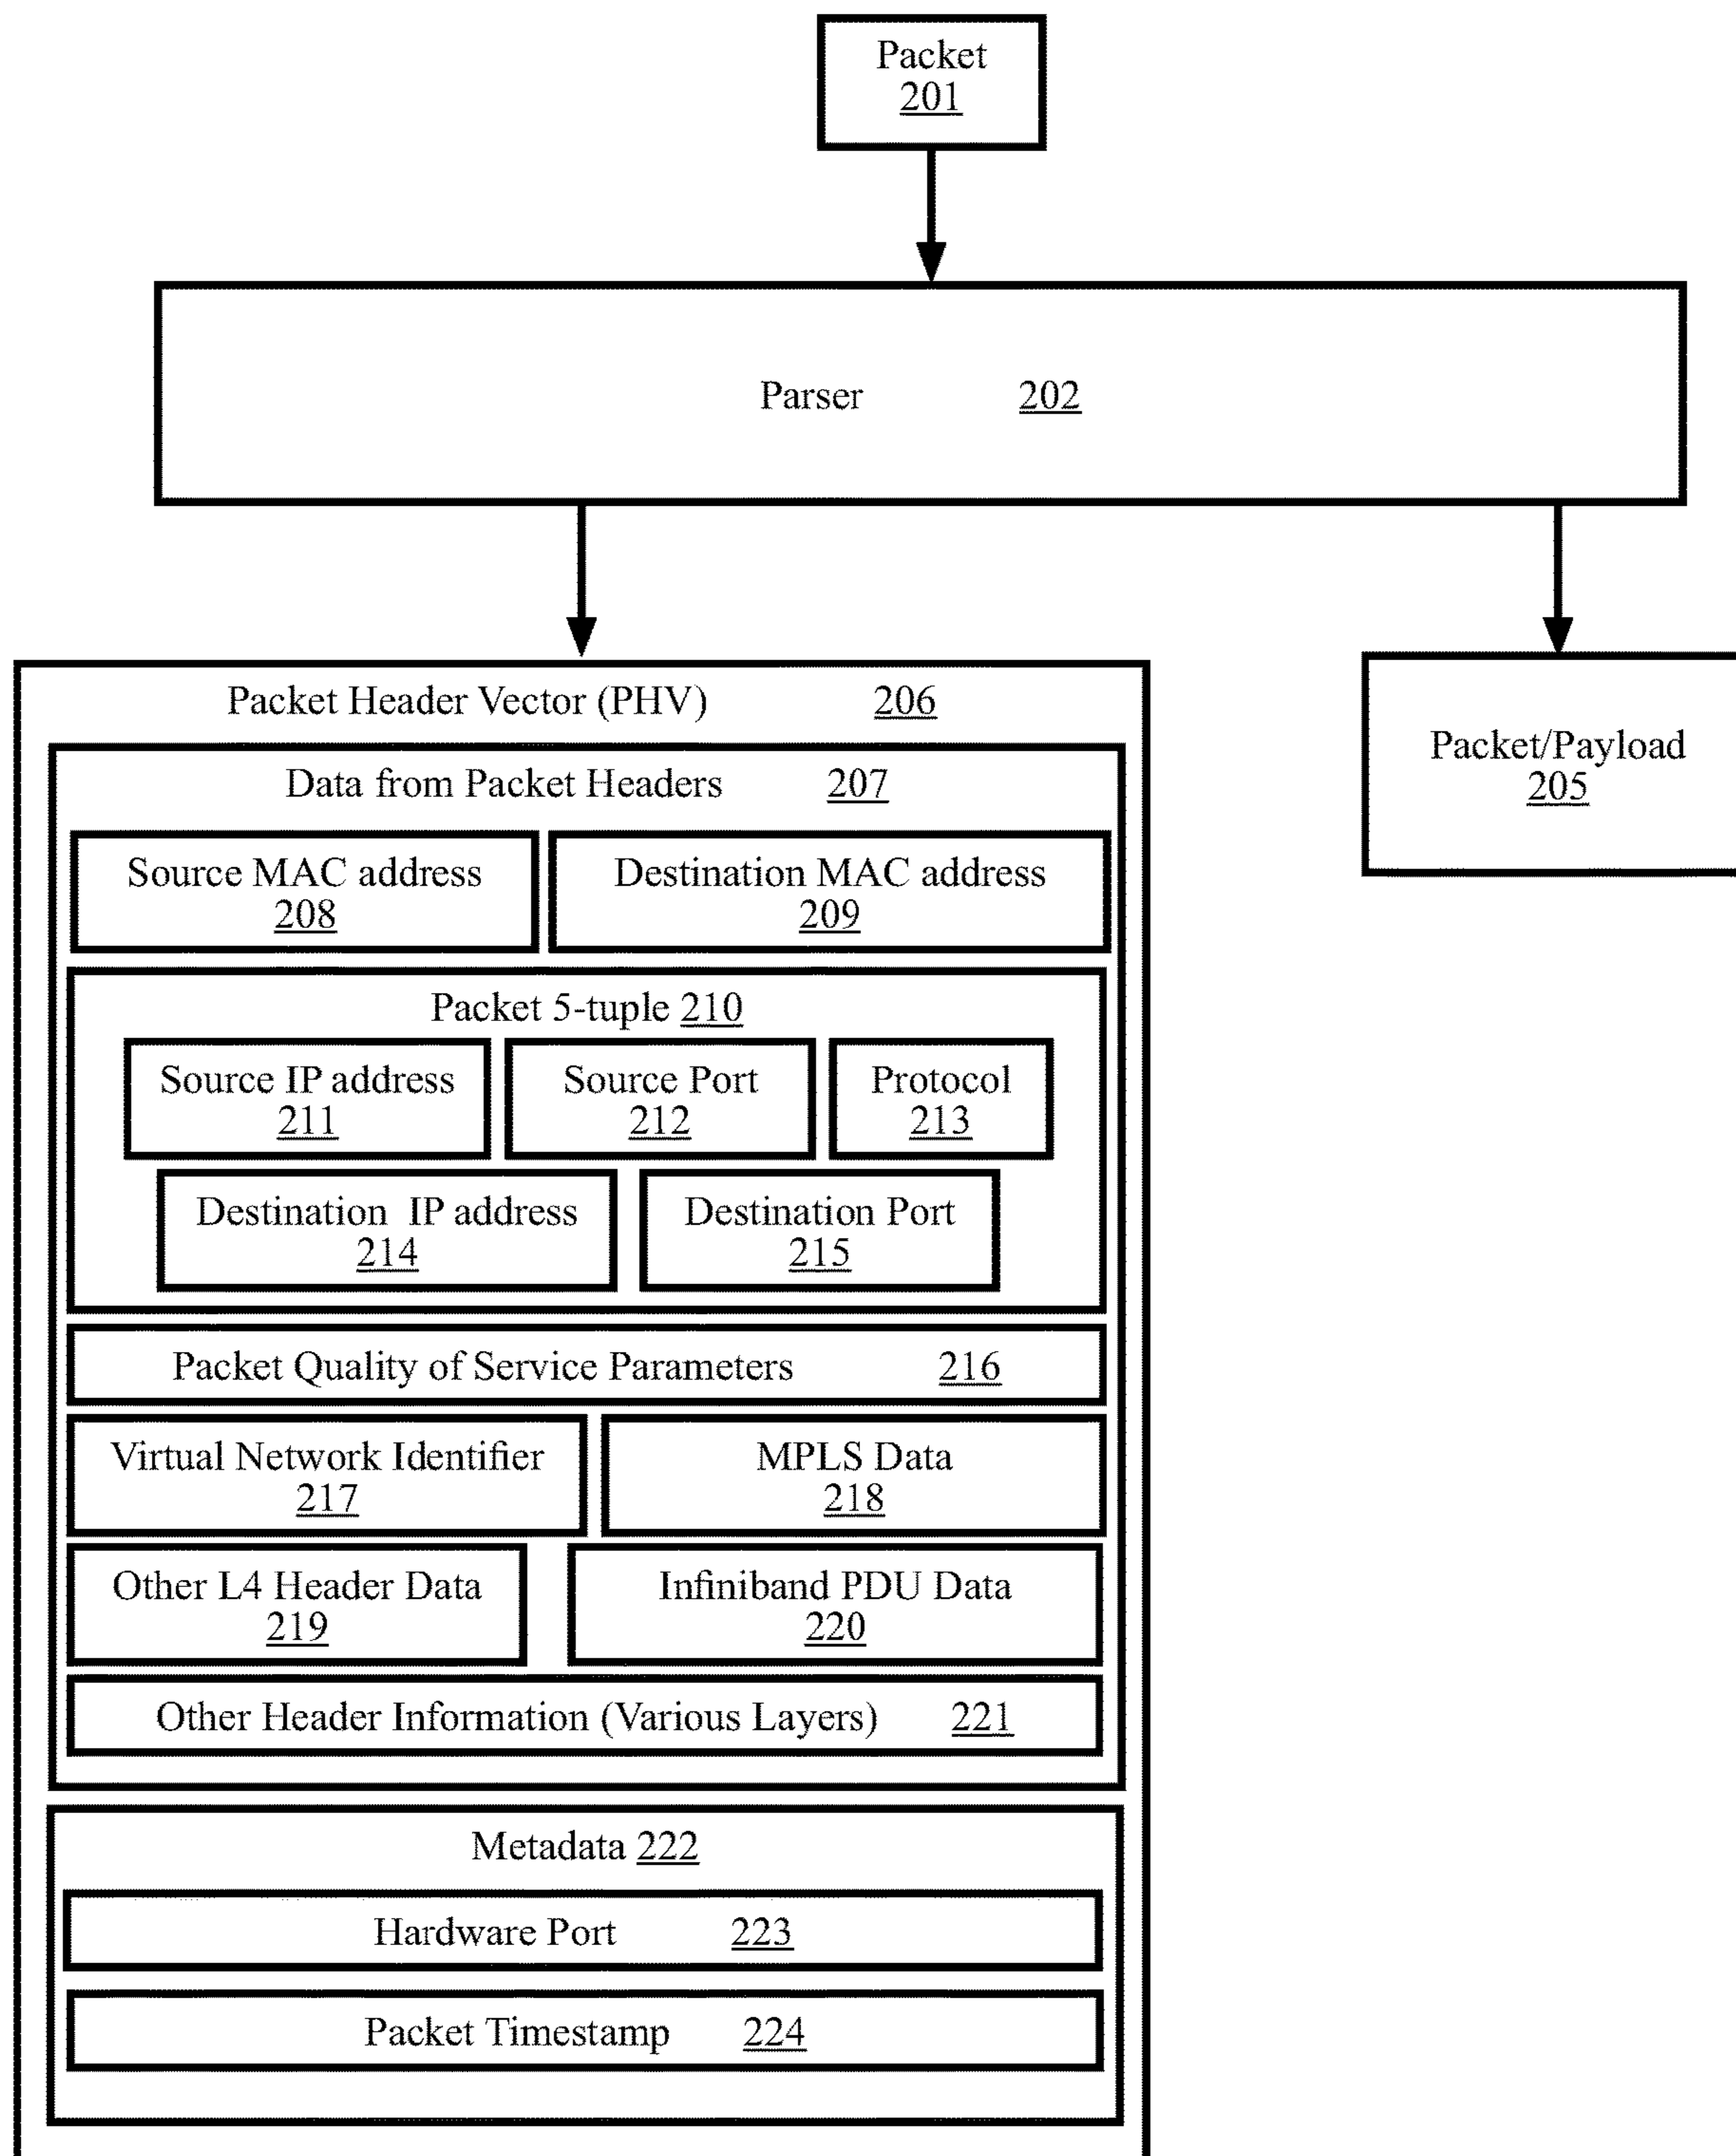 Packet
201
Parser 202
Packet Header Vector (PHV) 206
Data from Packet Headers 207
Source MAC address
208
Destination MAC address
209
Packet 5-tuple 210
Source IP address
211
Source Port
212
Protocol
213
Destination IP address
214
Destination Port
215
Packet Quality of Service Parameters 216
Virtual Network Identifier
217
MPLS Data
218
Other L4 Header Data
219
Infiniband PDU Data
220
Other Header Information (Various Layers) 221
Metadata 222
Hardware Port 223
Packet Timestamp 224
Packet/Payload
205